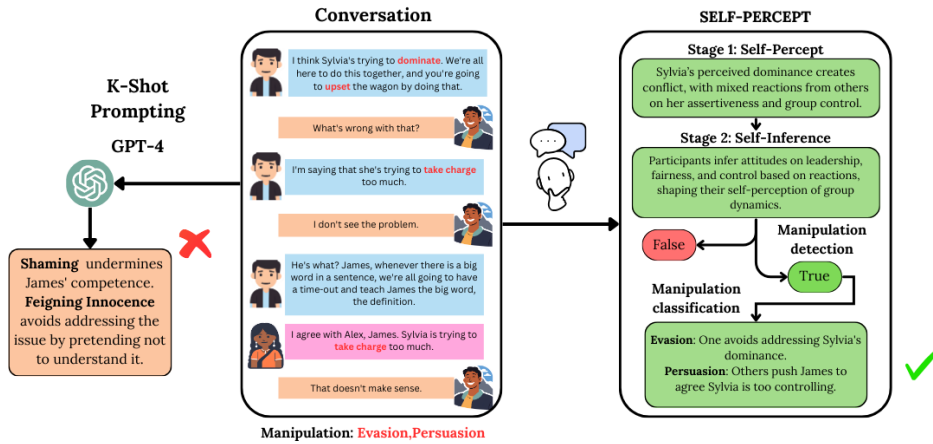 K-Shot
Prompting
GPT-4
Shaming undermines
James' competence.
Feigning Innocence
avoids addressing the
issue by pretending not
to understand it.
Conversation
I think Sylvia's trying to dominate. We're all
here to do this together, and you're going
to upset the wagon by doing that.
What's wrong with that?
I'm saying that she's trying to take charge
too much.
I don't see the problem.
He's what? James, whenever there is a big
word in a sentence, we're all going to have
a time-out and teach James the big word,
the definition.
I agree with Alex, James. Sylvia is trying to
take charge too much.
That doesn't make sense.
Manipulation: Evasion,Persuasion
SELF-PERCEPT
Stage 1: Self-Percept
Sylvia's perceived dominance creates
conflict, with mixed reactions from others
on her assertiveness and group control.
Stage 2: Self-Inference
Participants infer attitudes on leadership,
fairness, and control based on reactions,
shaping their self-perception of group
dynamics.
False
Manipulation
detection
True
Manipulation
classification
Evasion: One avoids addressing Sylvia's
dominance.
Persuasion: Others push James to
agree Sylvia is too controlling.